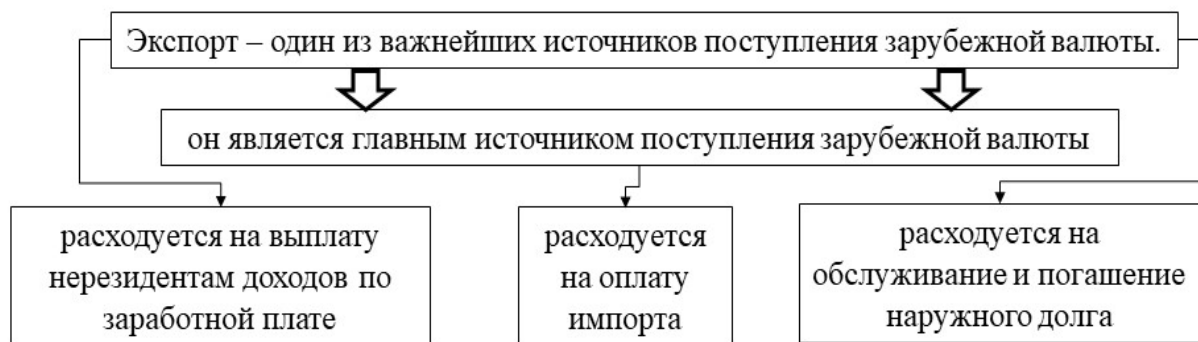 Экспорт – один из важнейших источников поступления зарубежной валюты.
он является главным источником поступления зарубежной валюты
расходуется на выплату
нерезидентам доходов по
заработной плате
расходуется
на оплату
импорта
расходуется на
обслуживание и погашение
наружного долга